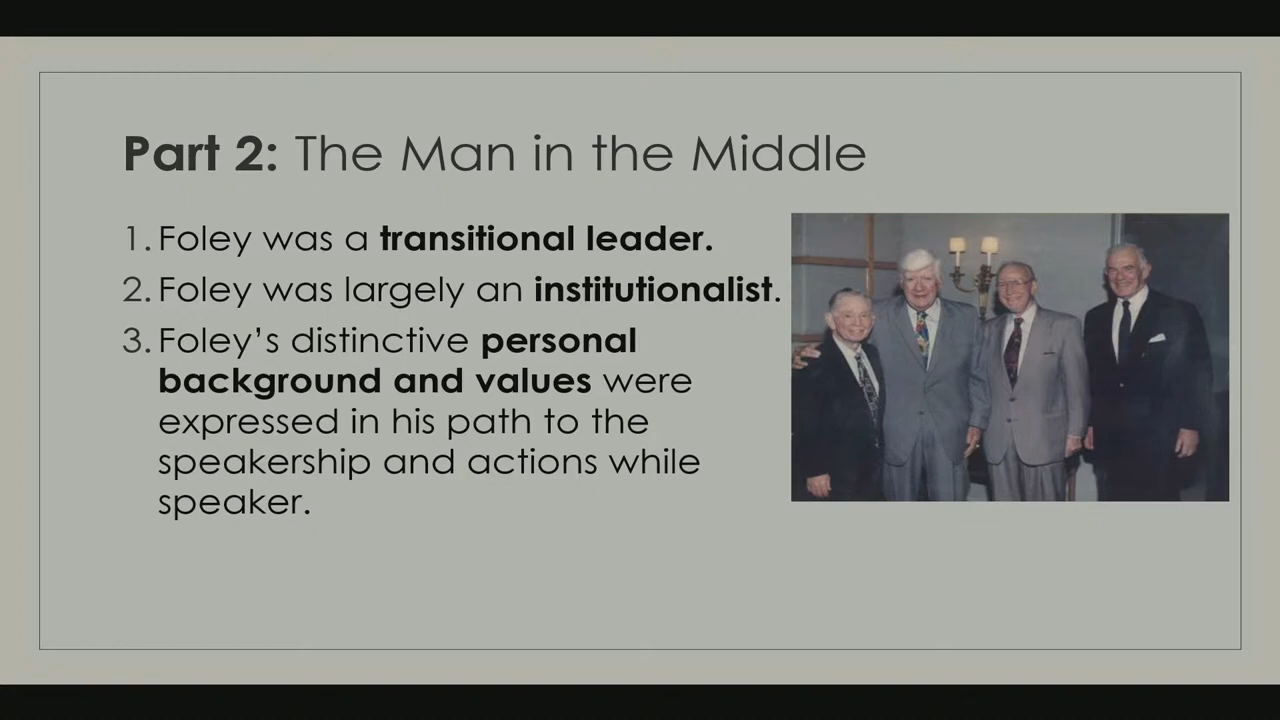 Part 2: The Man in the Middle
1. Foley was a transitional leader.
2. Foley was largely an institutionalist.
3. Foley’s distinctive personal
background and values were
expressed in his path to the
speakership and actions while
speaker.